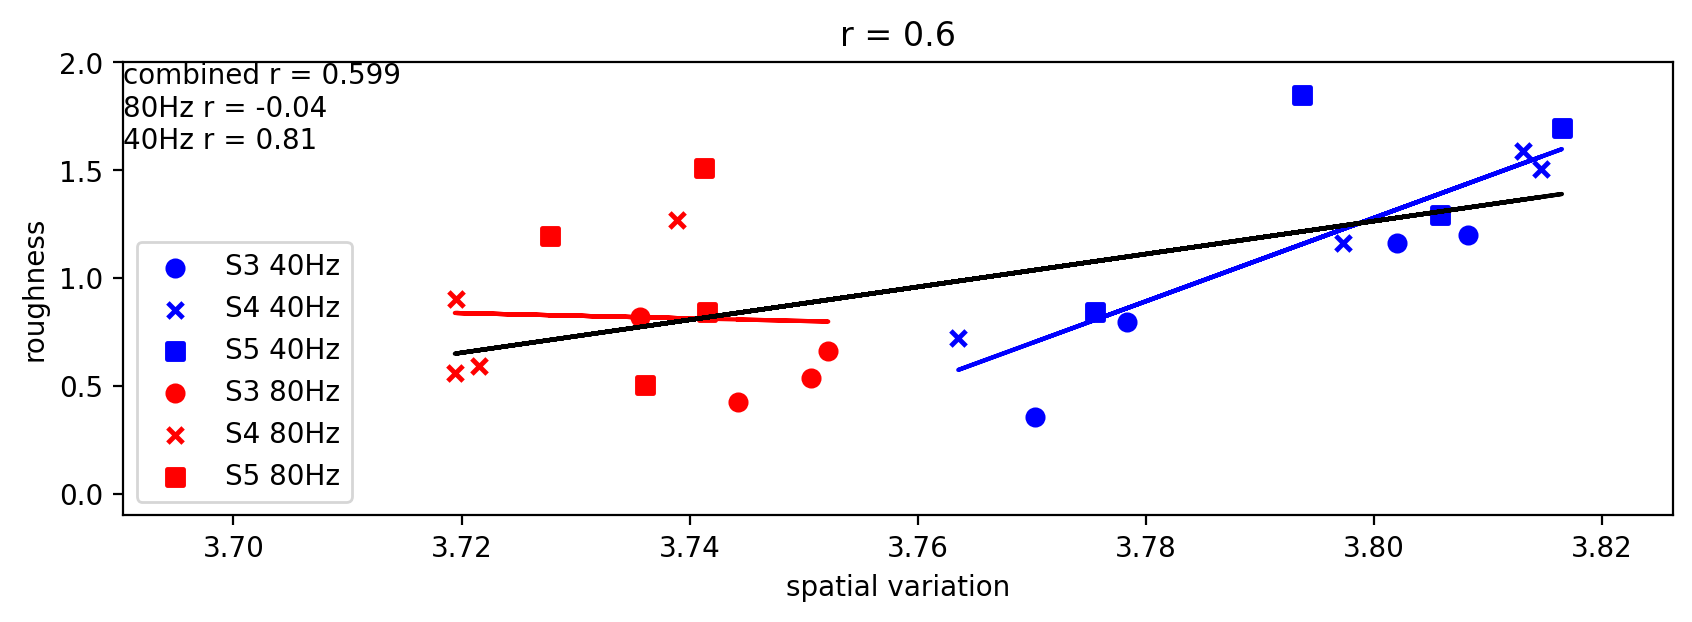 r = 0.6
combined r = 0.599
80Hz r = -0.04
40Hz r = 0.81
roughness
2.0
1.5
1.0
0.5
0.0
S3 40Hz
S4 40Hz
S5 40Hz
S3 80Hz
S4 80Hz
S5 80Hz
3.70 3.72 3.74 3.76 3.78 3.80 3.82
spatial variation